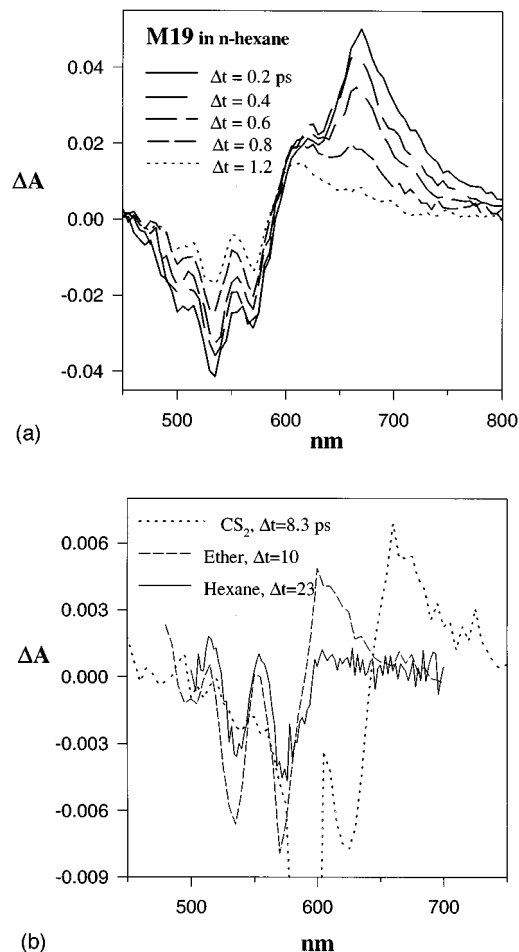 M19 in n-hexane
Δt = 0.2 ps
Δt = 0.4
Δt = 0.6
Δt = 0.8
Δt = 1.2
ΔA
0.04
0.02
0.00
-0.02
-0.04
500 600 700 800
nm
(a)
CS₂, Δt=8.3 ps
Ether, Δt=10
Hexane, Δt=23
ΔA
0.006
0.003
0.000
-0.003
-0.006
-0.009
500 600 700
nm
(b)